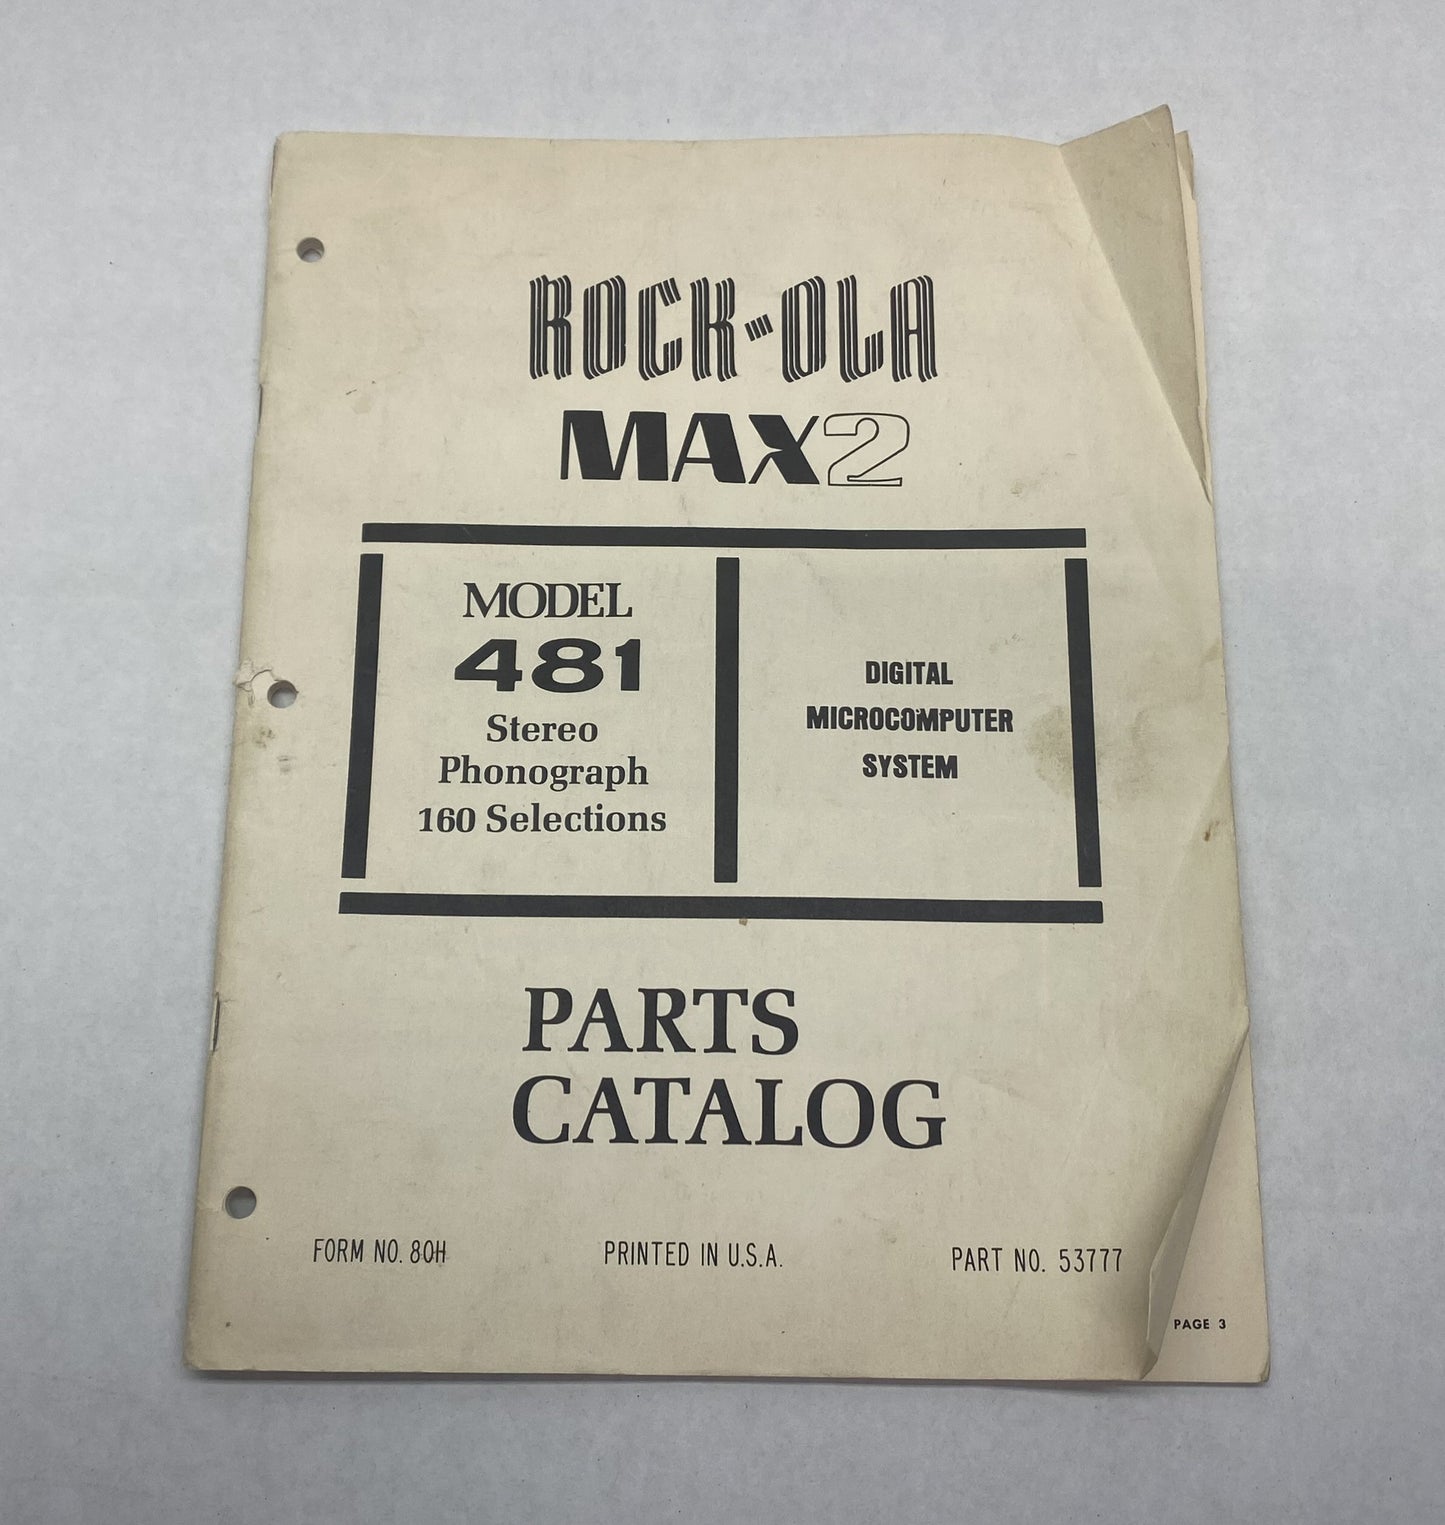 ROCK-OLA
MAX2
MODEL
481
Stereo
Phonograph
160 Selections
DIGITAL
MICROCOMPUTER
SYSTEM
PARTS
CATALOG
FORM NO. 80H
PRINTED IN U.S.A.
PART NO. 53777
PAGE 3